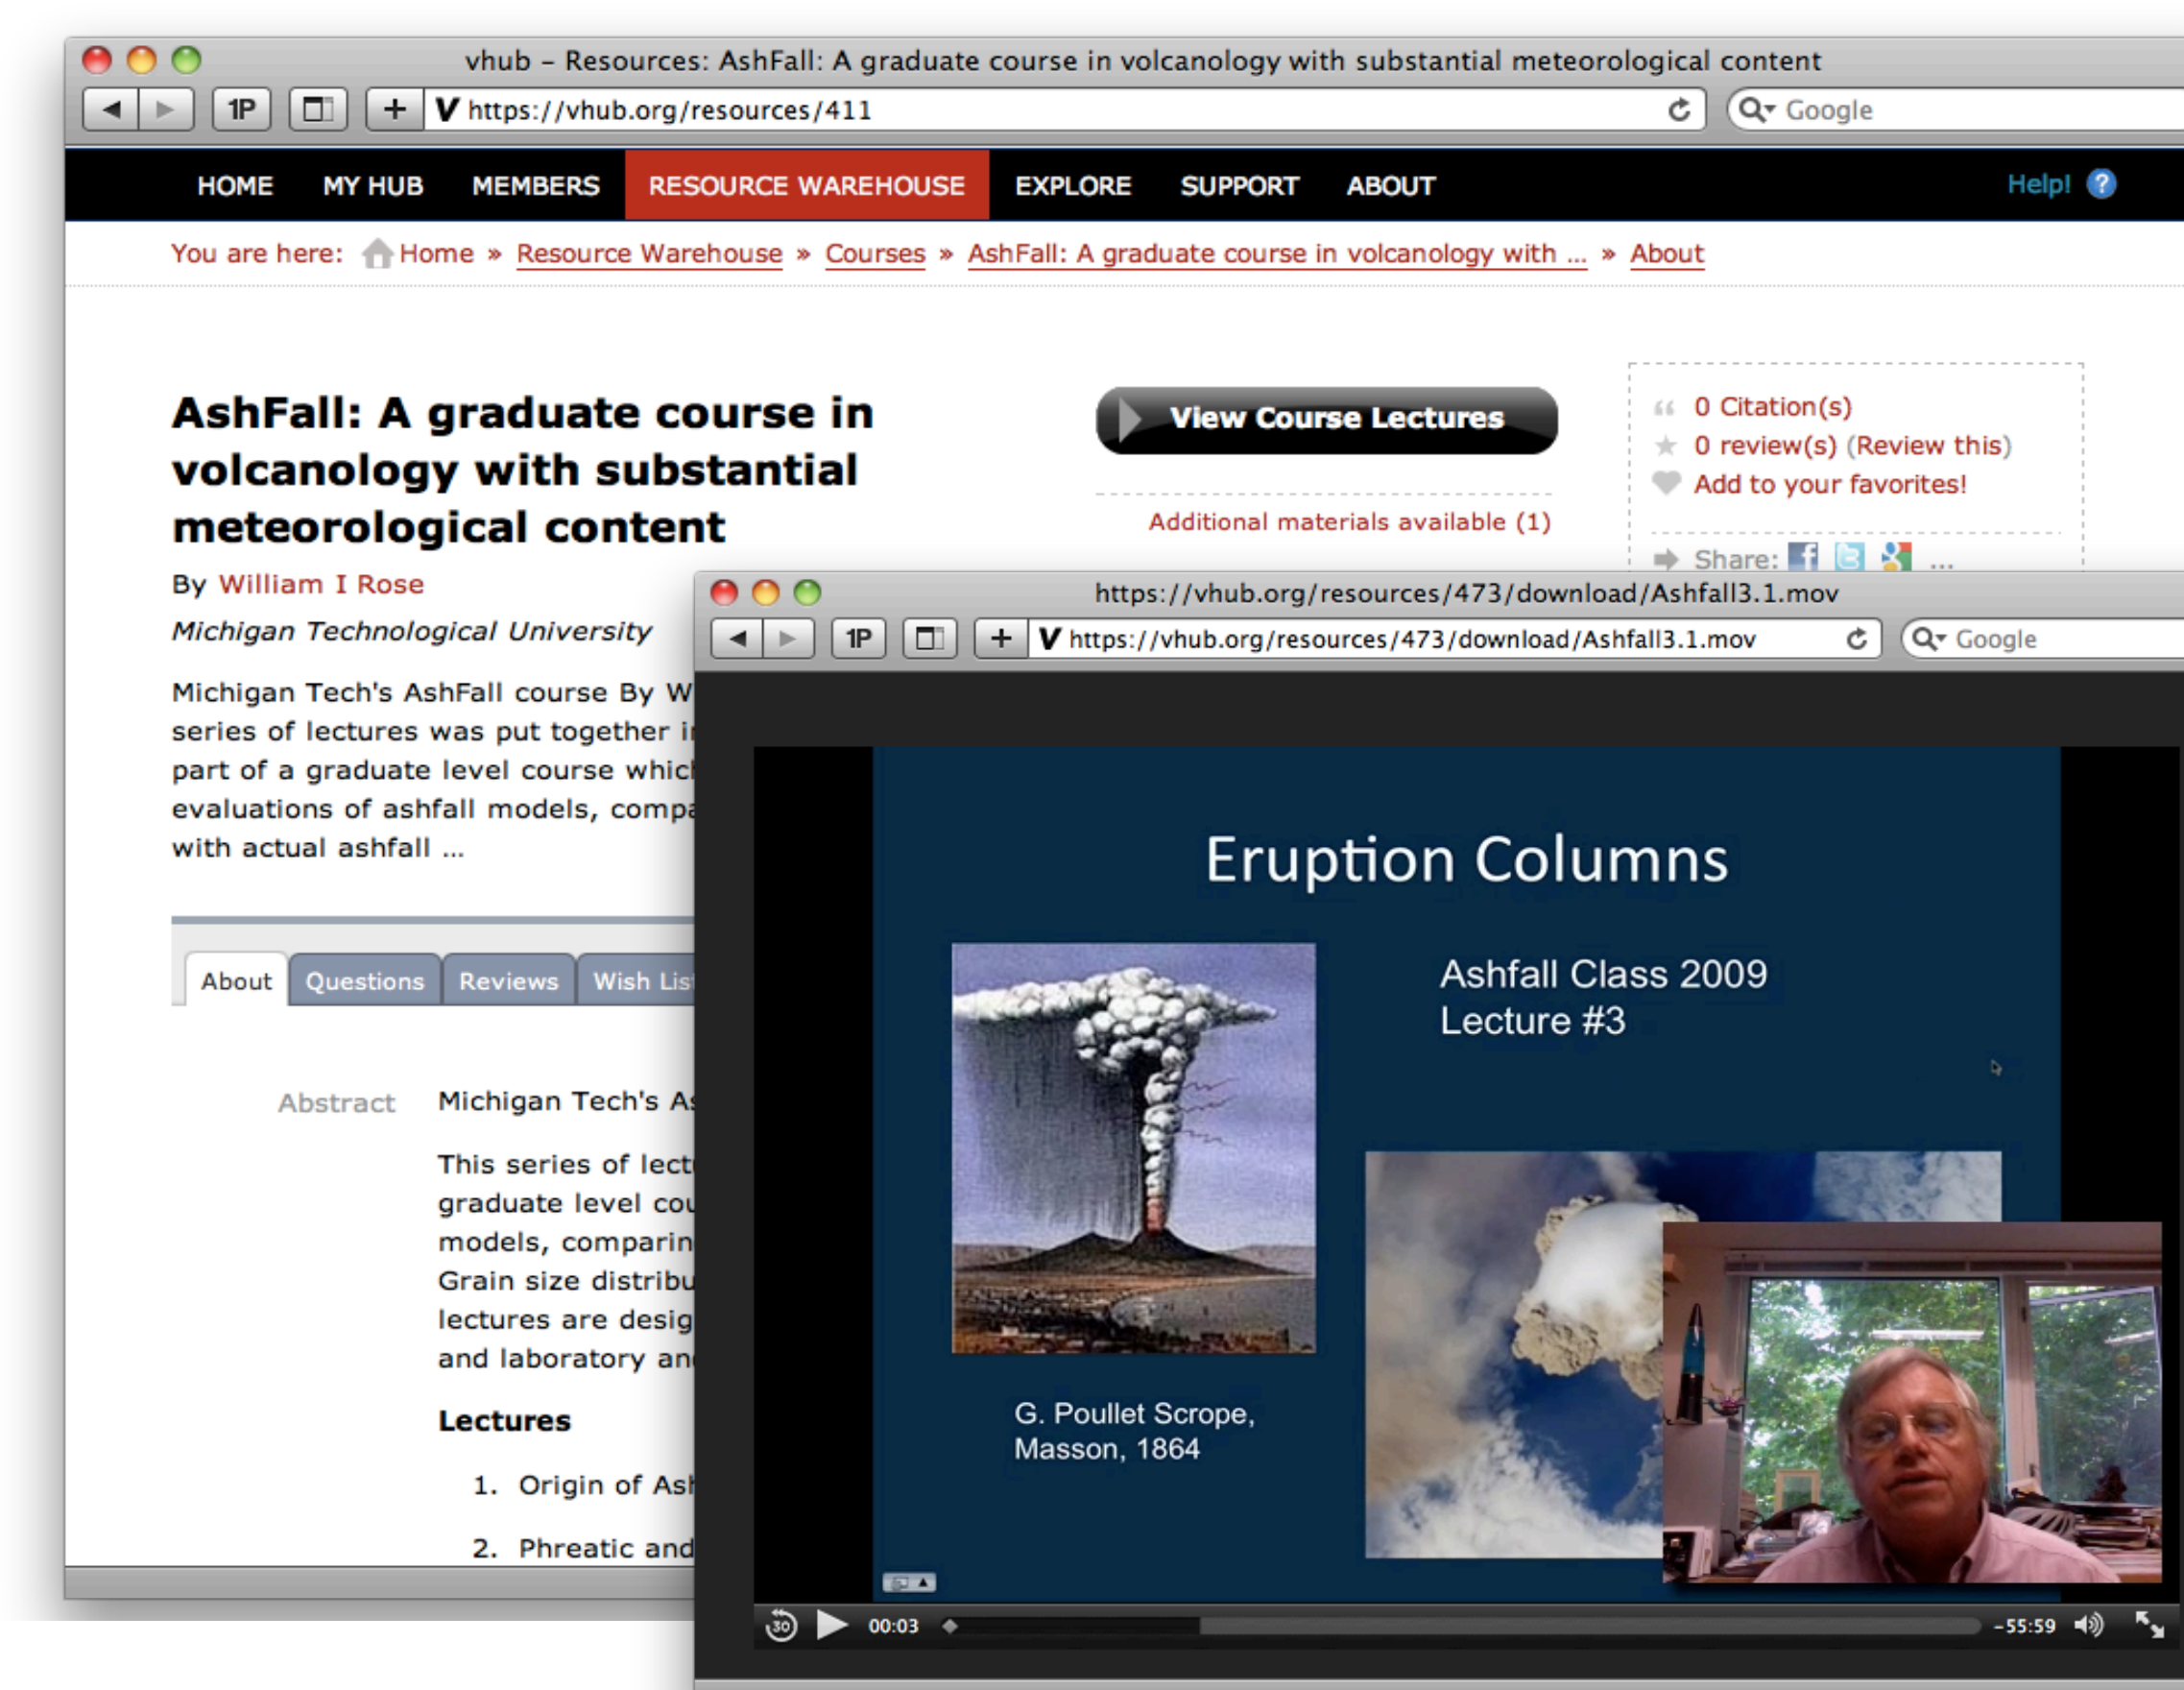 vhub – Resources: AshFall: A graduate course in volcanology with substantial meteorological content
1P
+
V https://vhub.org/resources/411
Google
HOME MY HUB MEMBERS RESOURCE WAREHOUSE EXPLORE SUPPORT ABOUT
Help! ?
You are here: Home » Resource Warehouse » Courses » AshFall: A graduate course in volcanology with ... » About
AshFall: A graduate course in
volcanology with substantial
meteorological content
By William I Rose
Michigan Technological University
Michigan Tech's AshFall course By W
series of lectures was put together
part of a graduate level course
evaluations of ashfall models,
with actual ashfall ...
View Course Lectures
Additional materials available (1)
0 Citation(s)
0 review(s) (Review this)
Add to your favorites!
Share: ...
About Questions Reviews Wish
Abstract
Michigan Tech's
This series of
graduate level
models,
Grain size
lectures are
and laboratory
Lectures
1. Origin of
2. Phreatic and
https://vhub.org/resources/473/download/Ashfall3.1.mov
1P
+
V https://vhub.org/resources/473/download/Ashfall3.1.mov
Google
Eruption Columns
Ashfall Class 2009
Lecture #3
G. Poullet Scrope,
Masson, 1864
30
00:03
-55:59